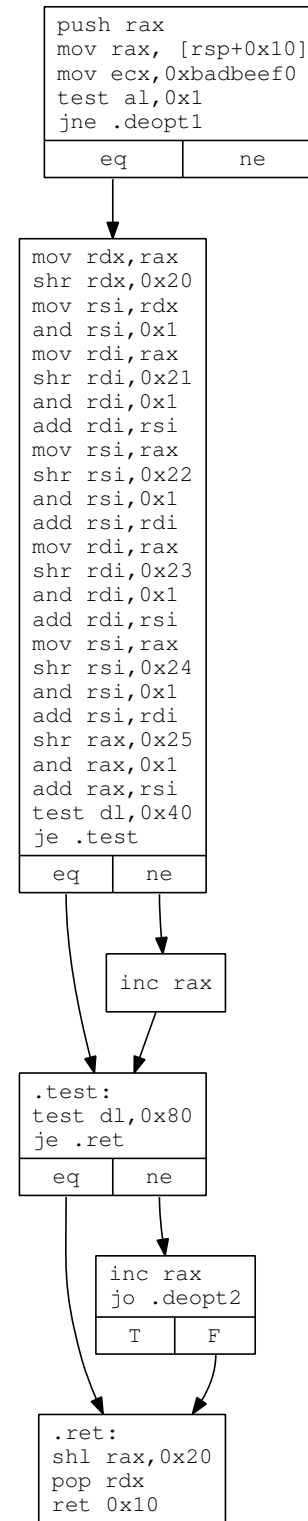 push rax
mov rax, [rsp+0x10]
mov ecx,0xbadbeef0
test al,0x1
jne .deopt1
eq ne
mov rdx,rax
shr rdx,0x20
mov rsi,rdx
and rsi,0x1
mov rdi,rax
shr rdi,0x21
and rdi,0x1
add rdi,rsi
mov rsi,rax
shr rsi,0x22
and rsi,0x1
add rsi,rdi
mov rdi,rax
shr rdi,0x23
and rdi,0x1
add rdi,rsi
mov rsi,rax
shr rsi,0x24
and rsi,0x1
add rsi,rdi
shr rax,0x25
and rax,0x1
add rax,rsi
test dl,0x40
je .test
eq ne
inc rax
.test:
test dl,0x80
je .ret
eq ne
inc rax
jo .deopt2
T F
.ret:
shl rax,0x20
pop rdx
ret 0x10